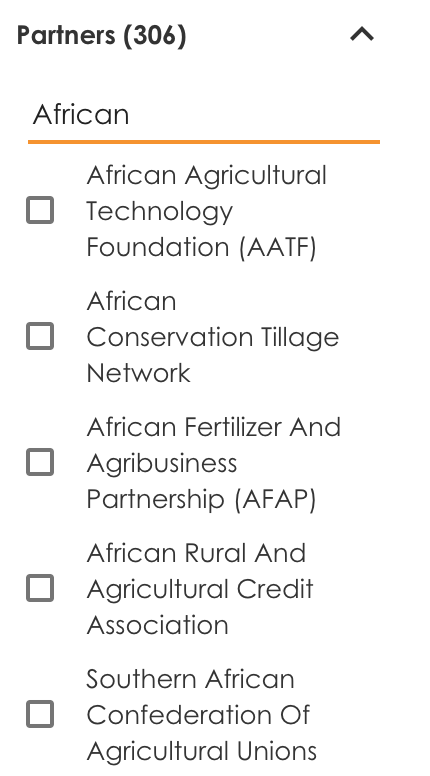 Partners (306)
African
African Agricultural
Technology
Foundation (AATF)
African
Conservation Tillage
Network
African Fertilizer And
Agribusiness
Partnership (AFAP)
African Rural And
Agricultural Credit
Association
Southern African
Confederation Of
Agricultural Unions